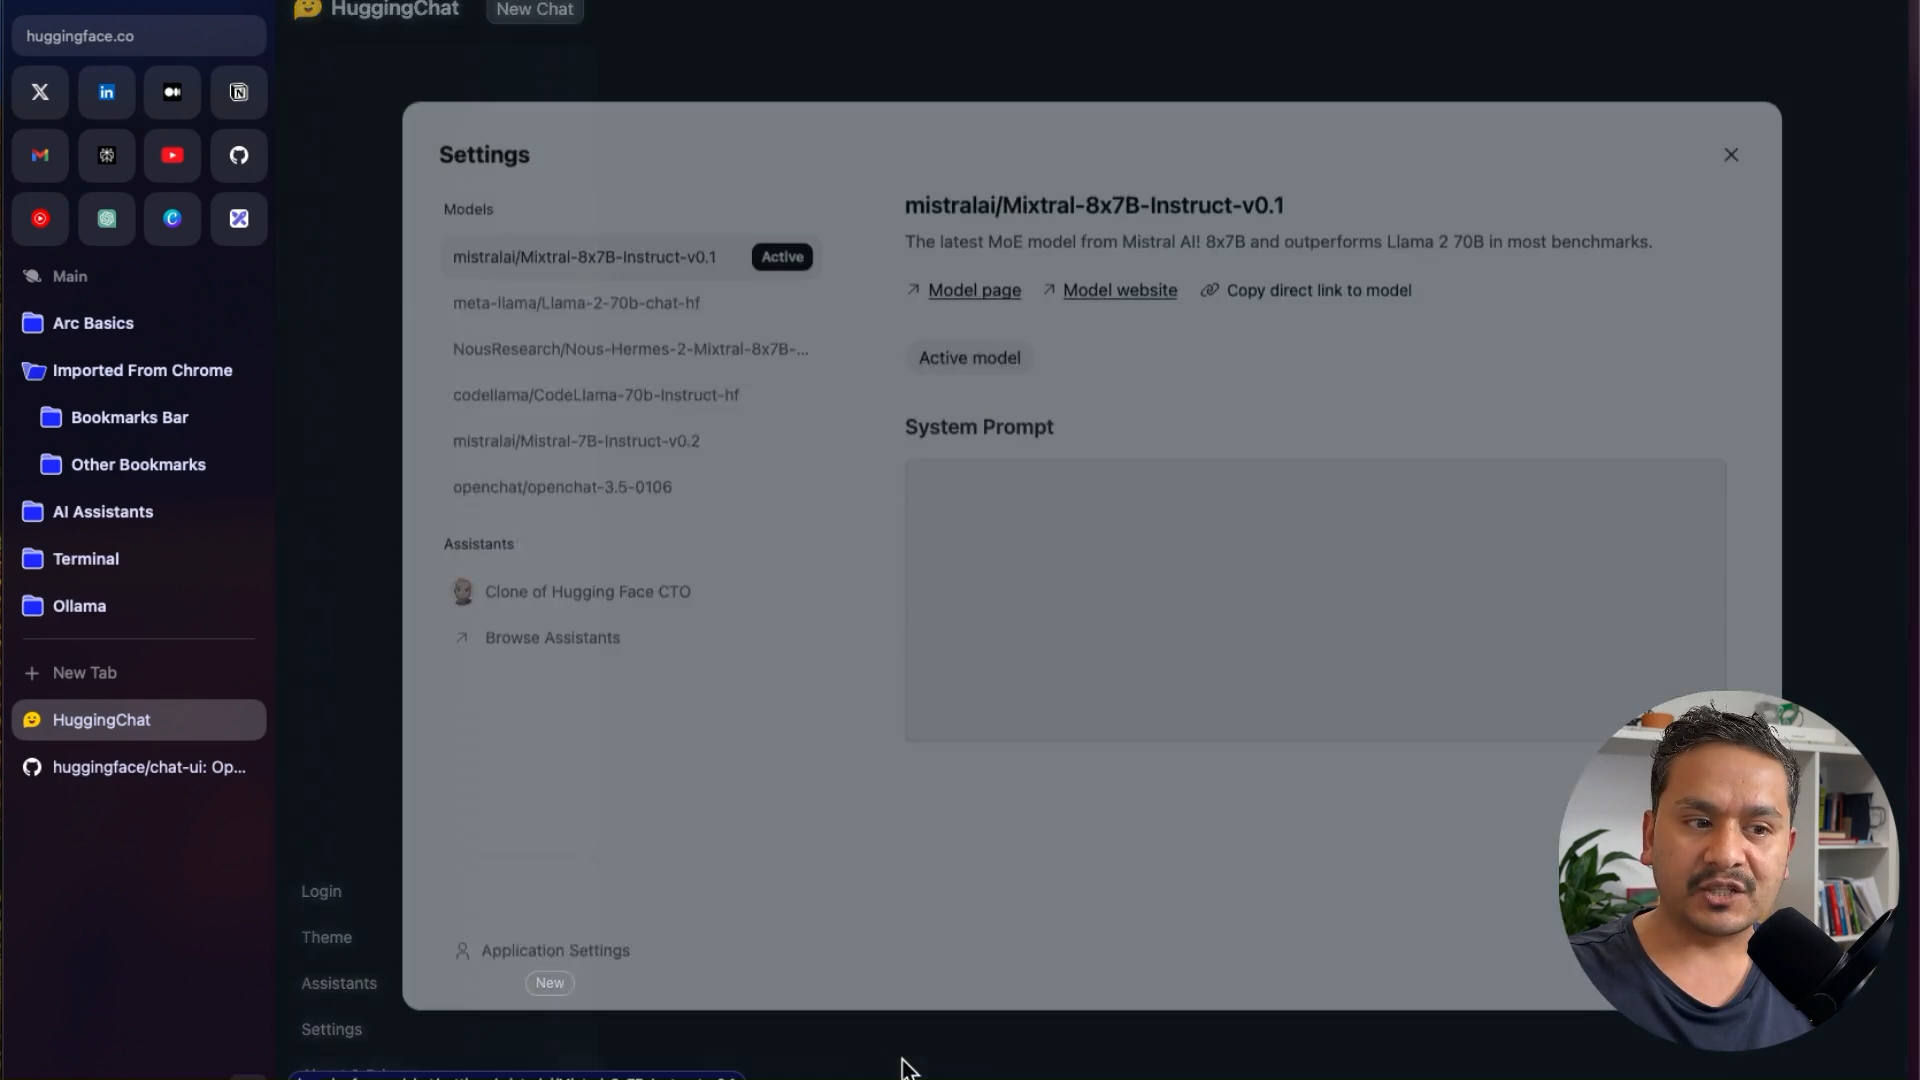 huggingface.co
HuggingChat
New Chat
Main
Arc Basics
Imported From Chrome
Bookmarks Bar
Other Bookmarks
AI Assistants
Terminal
Ollama
New Tab
HuggingChat
huggingface/chat-ui: Op...
Settings
Models
mistralai/Mixtral-8x7B-Instruct-v0.1
Active
meta-llama/Llama-2-70b-chat-hf
NousResearch/Nous-Hermes-2-Mixtral-8x7B-...
codellama/CodeLlama-70b-Instruct-hf
mistralai/Mistral-7B-Instruct-v0.2
openchat/openchat-3.5-0106
Assistants
Clone of Hugging Face CTO
Browse Assistants
Application Settings
mistralai/Mixtral-8x7B-Instruct-v0.1
The latest MoE model from Mistral AI! 8x7B and outperforms Llama 2 70B in most benchmarks.
Model page
Model website
Copy direct link to model
Active model
System Prompt
Login
Theme
Assistants
New
Settings